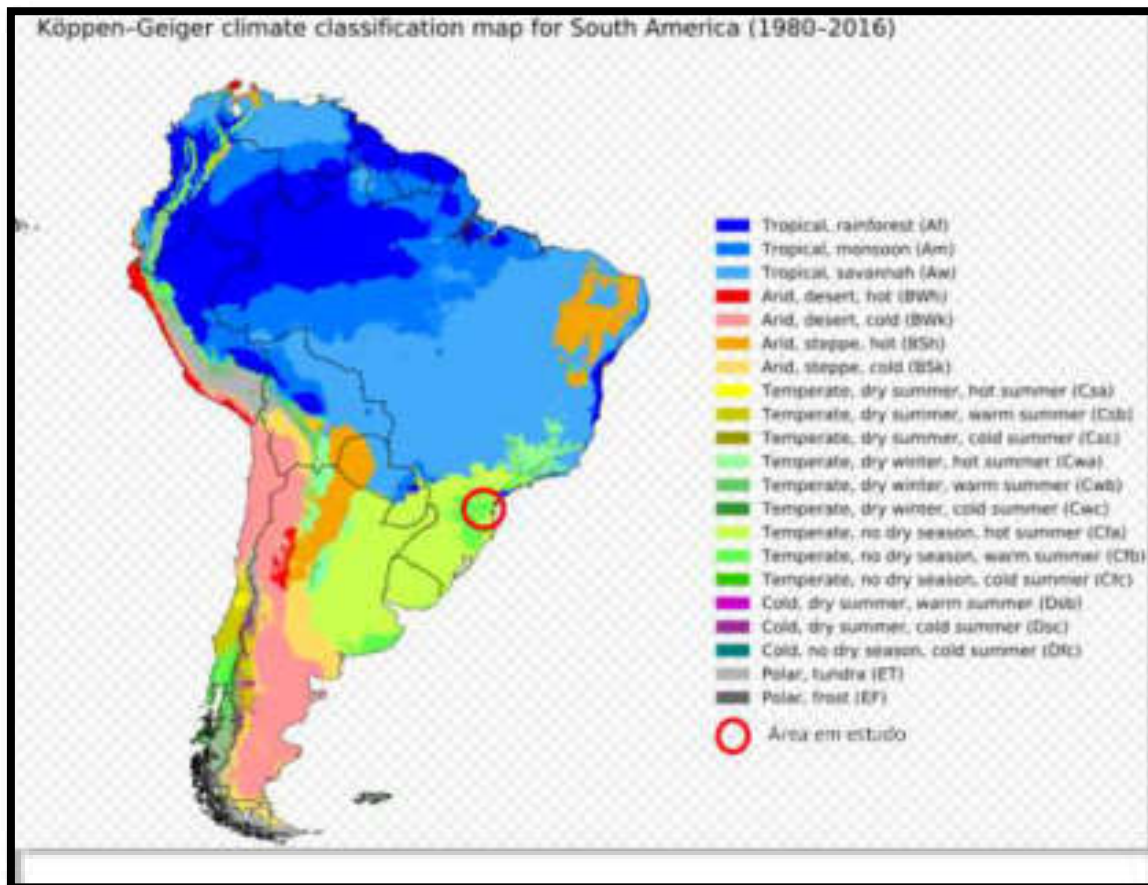 Köppen–Geiger climate classification map for South America (1980–2016)
Tropical, rainforest (Af)
Tropical, monsoon (Am)
Tropical, savannah (Aw)
Arid, desert, hot (BWh)
Arid, desert, cold (BWk)
Arid, steppe, hot (BSh)
Arid, steppe, cold (BSk)
Temperate, dry summer, hot summer (Csa)
Temperate, dry summer, warm summer (Csb)
Temperate, dry summer, cold summer (Csc)
Temperate, dry winter, hot summer (Cwa)
Temperate, dry winter, warm summer (Cwb)
Temperate, dry winter, cold summer (Cwc)
Temperate, no dry season, hot summer (Cfa)
Temperate, no dry season, warm summer (Cfb)
Temperate, no dry season, cold summer (Cfc)
Cold, dry summer, warm summer (Dsb)
Cold, dry summer, cold summer (Dsc)
Cold, no dry season, cold summer (Dfc)
Polar, tundra (ET)
Polar, frost (EF)
Área em estudo